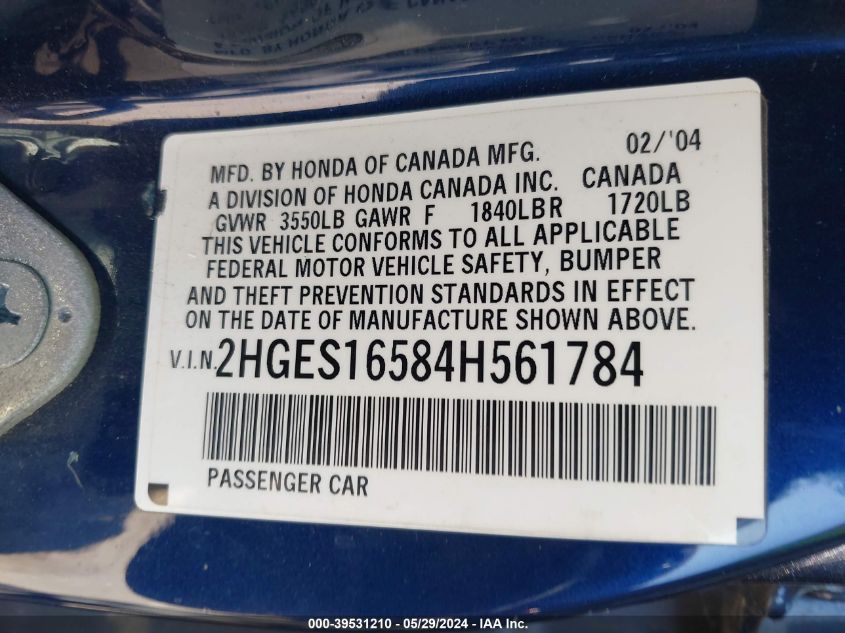 02/'04
MFD. BY HONDA OF CANADA MFG.
A DIVISION OF HONDA CANADA INC. CANADA
GVWR 3550LB GAWR F 1840LBR 1720LB
THIS VEHICLE CONFORMS TO ALL APPLICABLE
FEDERAL MOTOR VEHICLE SAFETY, BUMPER
AND THEFT PREVENTION STANDARDS IN EFFECT
ON THE DATE OF MANUFACTURE SHOWN ABOVE.
V.I.N. 2HGES16584H561784
PASSENGER CAR
000-39531210 - 05/29/2024 - IAAI.com